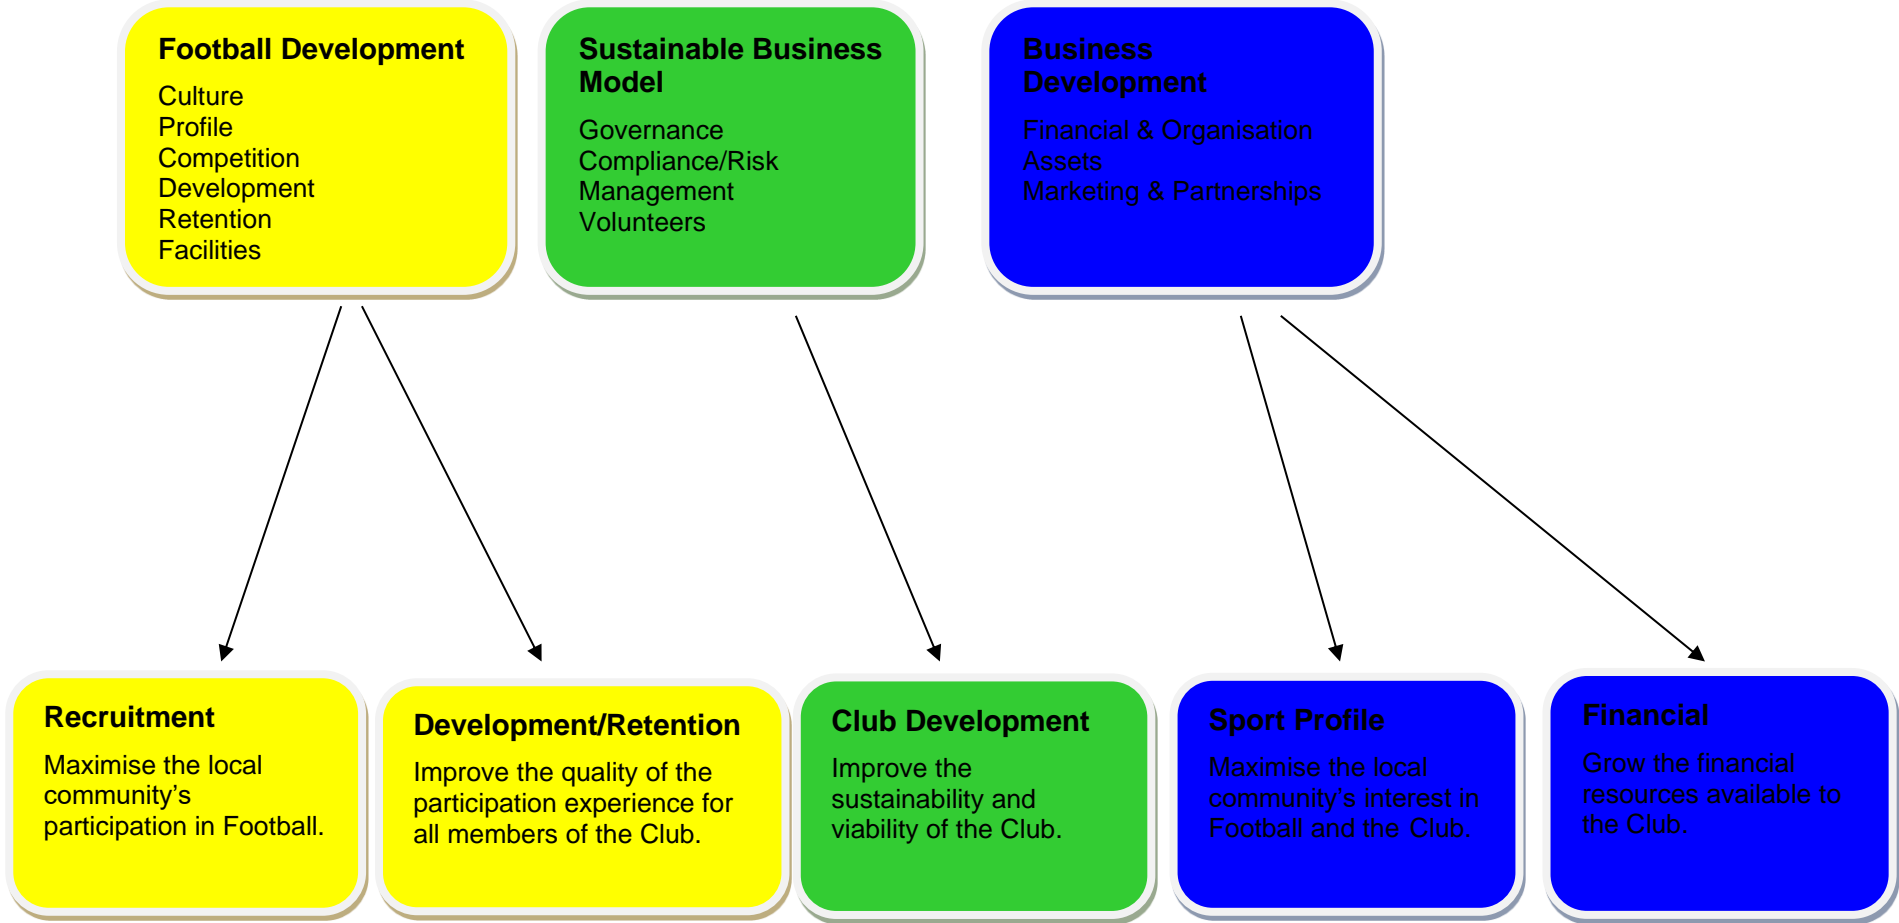 Football Development
Culture
Profile
Competition
Development
Retention
Facilities
Sustainable Business
Model
Governance
Compliance/Risk
Management
Volunteers
Business
Development
Financial & Organisation
Assets
Marketing & Partnerships
Recruitment
Maximise the local
community’s
participation in Football.
Development/Retention
Improve the quality of the
participation experience for
all members of the Club.
Club Development
Improve the
sustainability and
viability of the Club.
Sport Profile
Maximise the local
community’s interest in
Football and the Club.
Financial
Grow the financial
resources available to
the Club.